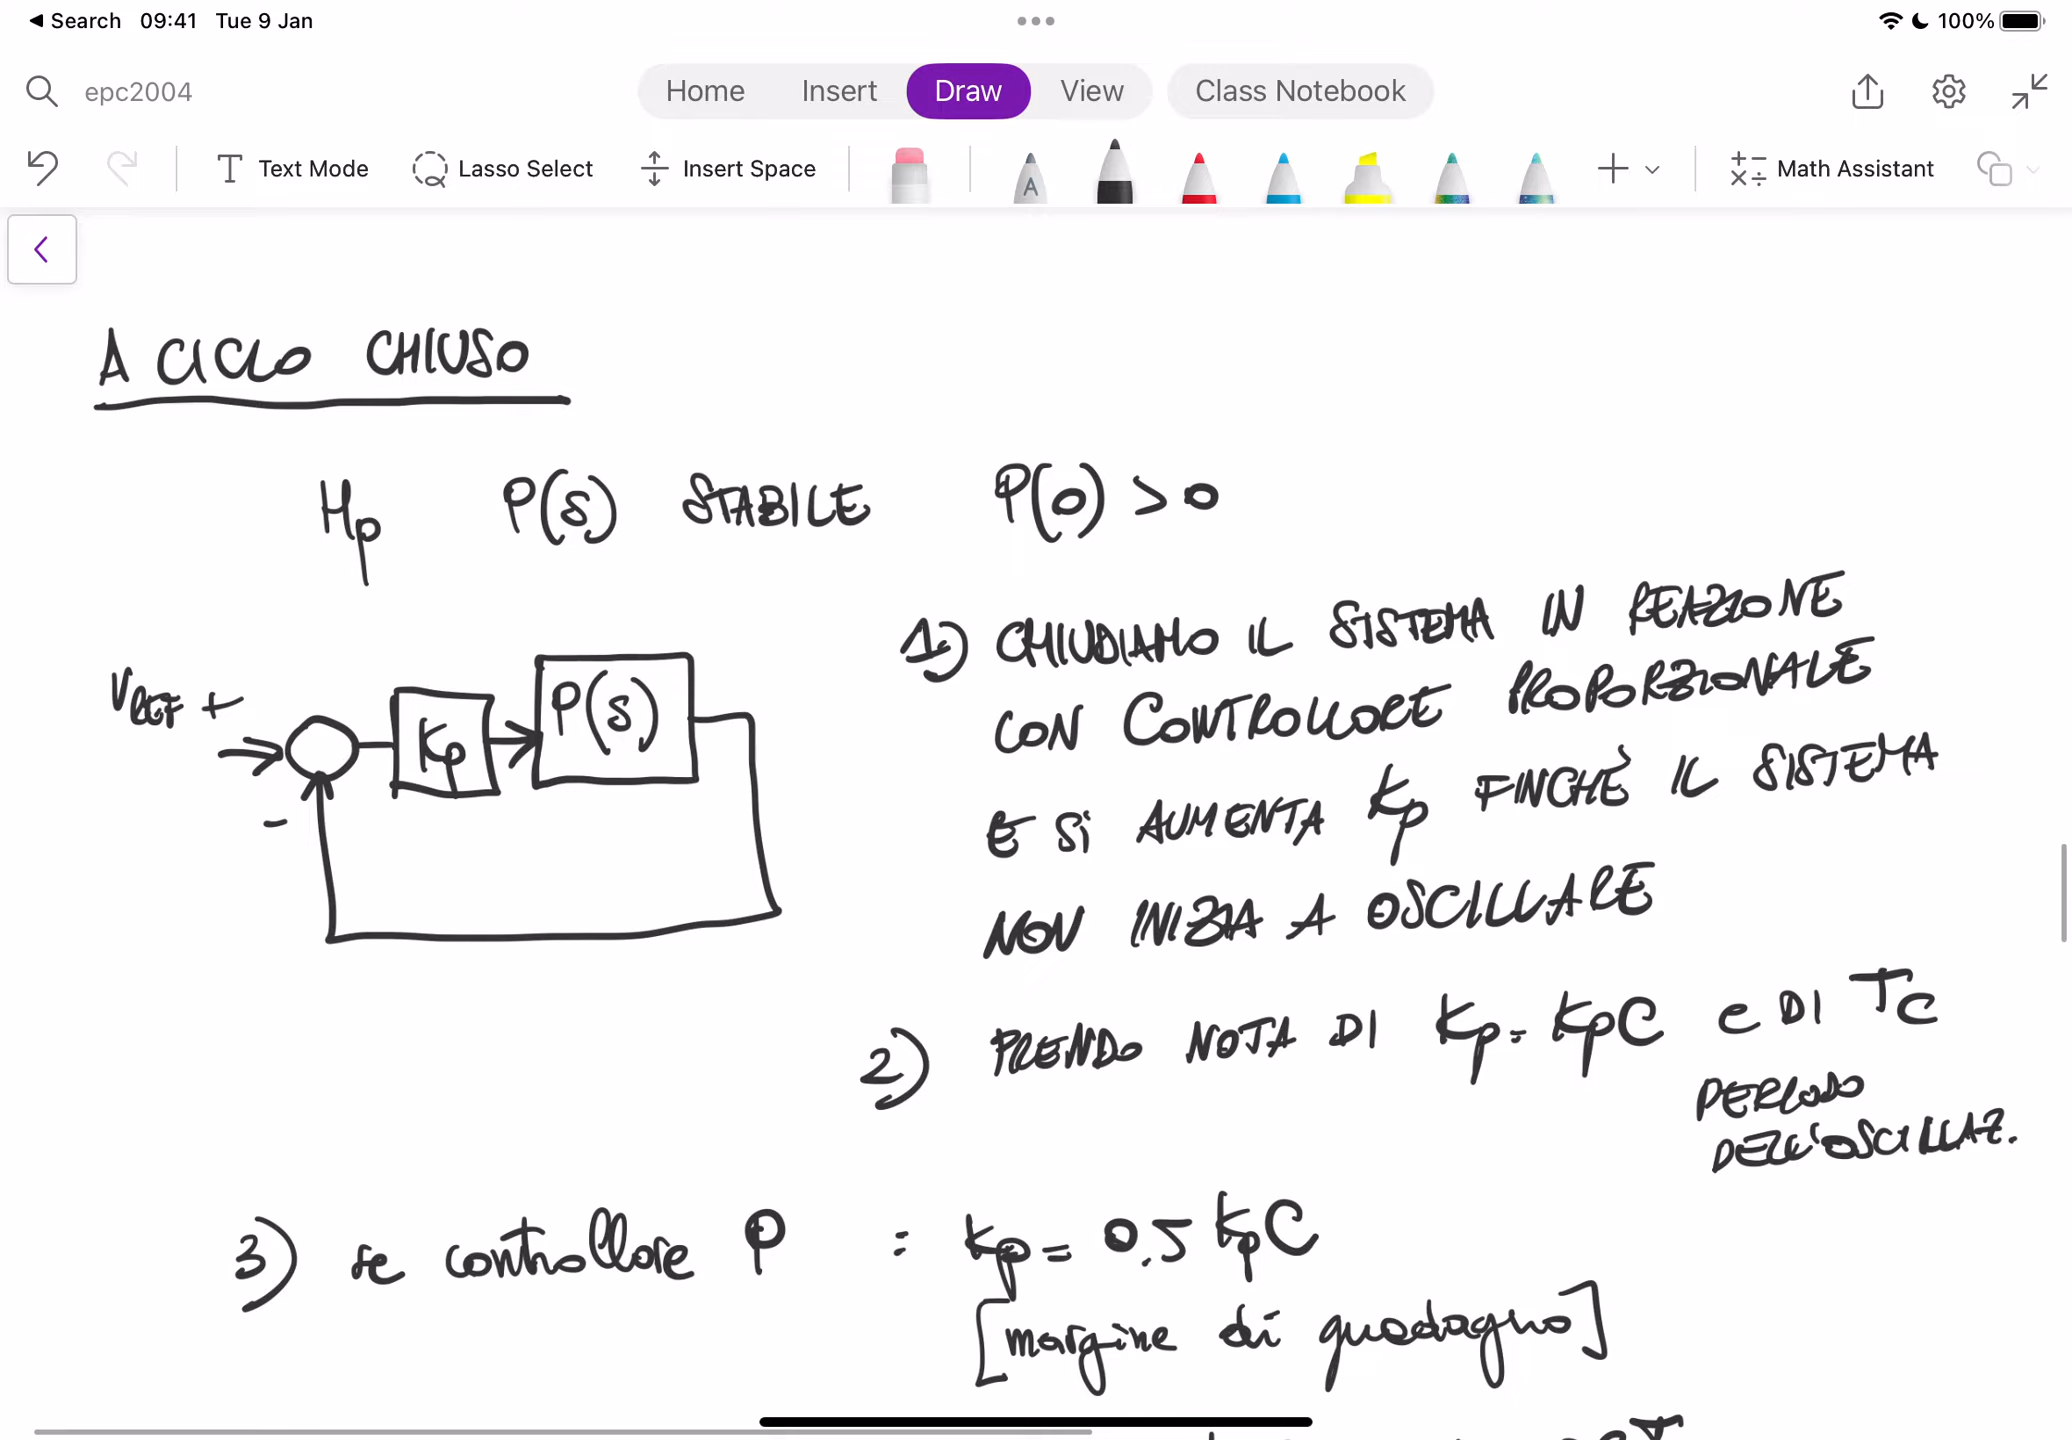 Search 09:41 Tue 9 Jan
100%
epc2004
Home Insert Draw View Class Notebook
Text Mode Lasso Select Insert Space A Math Assistant
A CICLO CHIUSO
Hp P(s) STABILE P(0) > 0
VREF +
Kp
P(s)
-
1) CHIUDIAMO IL SISTEMA IN REAZIONE
CON CONTROLLORE PROPORZIONALE
E SI AUMENTA Kp FINCHÈ IL SISTEMA
NON INIZIA A OSCILLARE
2) PRENDO NOTA DI Kp = KpC e DI TC
PERIODO
DELL'OSCILLAZ.
3) se controllore P : Kp = 0.5 KpC
[margine di guadagno]